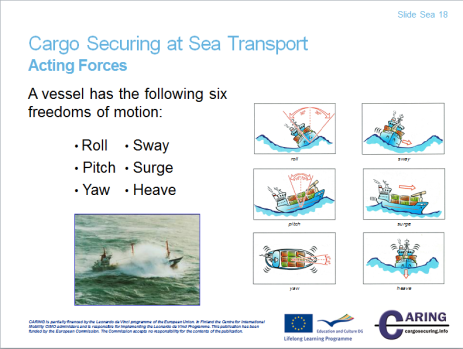 Slide Sea 18
Cargo Securing at Sea Transport
Acting Forces
A vessel has the following six
freedoms of motion:
• Roll • Sway
• Pitch • Surge
• Yaw • Heave
roll
sway
pitch
surge
yaw
heave
CARING is partially financed by the Leonardo da Vinci programme of the European Union. In Finland the Centre for International
Mobility CIMO administers and is responsible for implementing the Leonardo da Vinci Programme. This publication has been
funded by the European Commission. The Commission accepts no responsibility for the contents of the publication.
Education and Culture DG
Lifelong Learning Programme
CARING
cargosecuring.info